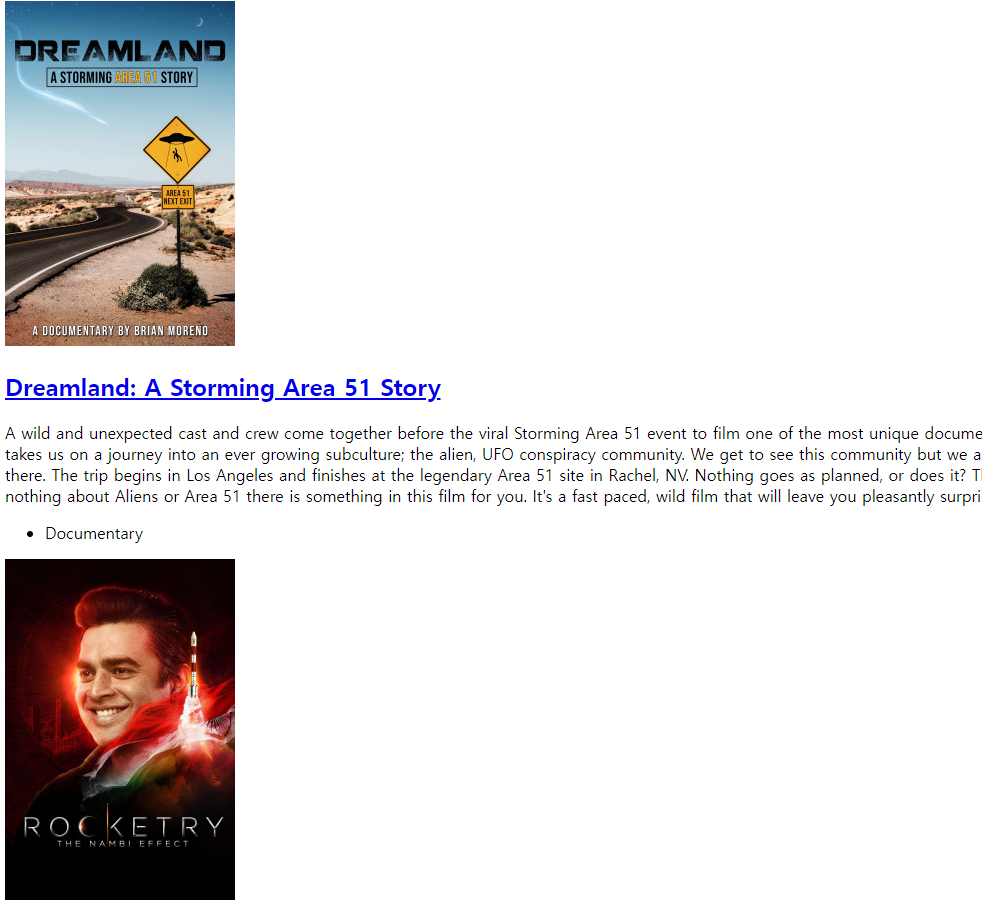 DREAMLAND
A STORMING AREA 51 STORY
AREA 51
NEXT EXIT
A DOCUMENTARY BY BRIAN MORENO
Dreamland: A Storming Area 51 Story
A wild and unexpected cast and crew come together before the viral Storming Area 51 event to film one of the most unique docume
takes us on a journey into an ever growing subculture; the alien, UFO conspiracy community. We get to see this community but we a
there. The trip begins in Los Angeles and finishes at the legendary Area 51 site in Rachel, NV. Nothing goes as planned, or does it? T
nothing about Aliens or Area 51 there is something in this film for you. It's a fast paced, wild film that will leave you pleasantly surpri
• Documentary
ROCKETRY
THE NAMBI EFFECT